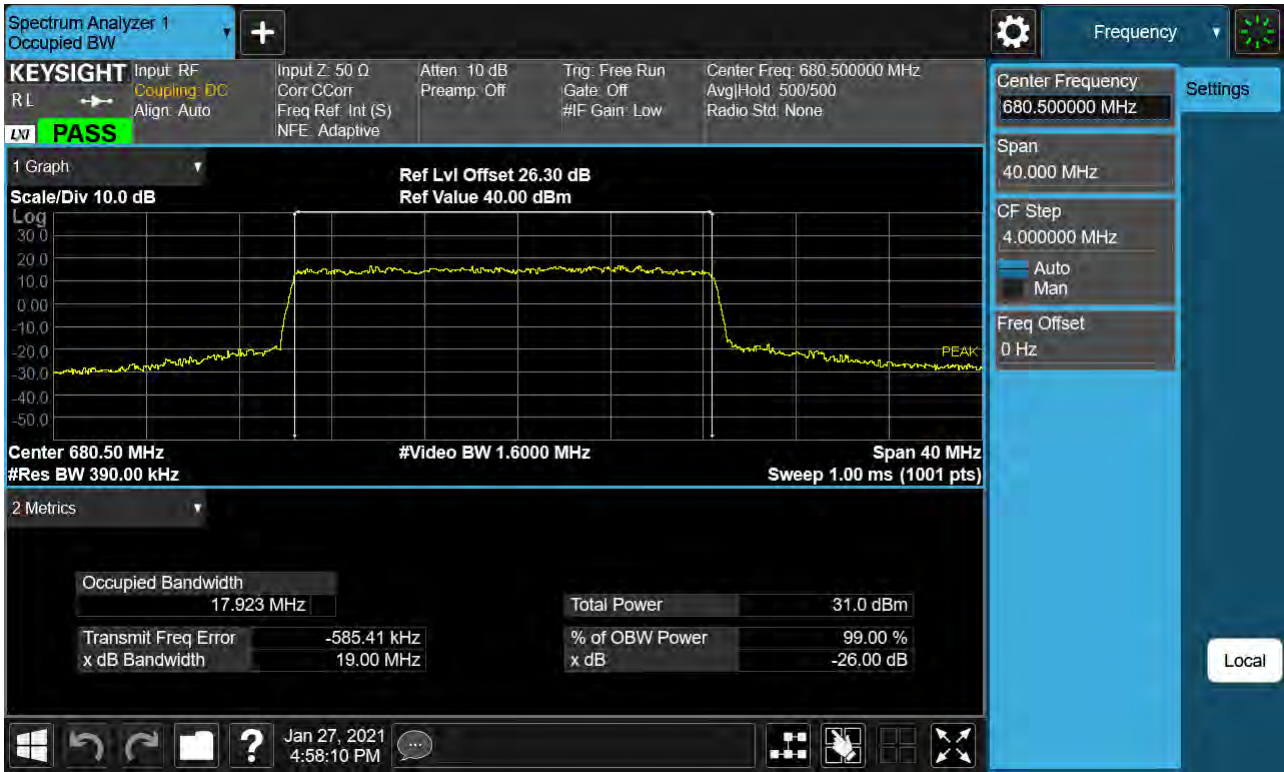 Spectrum Analyzer 1
Occupied BW
+
Frequency
KEYSIGHT
R L
LXI
PASS
Input: RF
Coupling: DC
Align: Auto
Input Z: 50 Ω
Corr CCorr
Freq Ref: Int (S)
NFE: Adaptive
Atten: 10 dB
Preamp: Off
Trig: Free Run
Gate: Off
#IF Gain: Low
Center Freq: 680.500000 MHz
Avg|Hold: 500/500
Radio Std: None
Center Frequency
680.500000 MHz
Settings
Span
40.000 MHz
CF Step
4.000000 MHz
Auto
Man
Freq Offset
0 Hz
1 Graph
Scale/Div 10.0 dB
Ref Lvl Offset 26.30 dB
Ref Value 40.00 dBm
Log
30.0
20.0
10.0
0.00
-10.0
-20.0
-30.0
-40.0
-50.0
PEAK
Center 680.50 MHz
#Video BW 1.6000 MHz
Span 40 MHz
#Res BW 390.00 kHz
Sweep 1.00 ms (1001 pts)
2 Metrics
Occupied Bandwidth
17.923 MHz
Total Power 31.0 dBm
Transmit Freq Error -585.41 kHz
% of OBW Power 99.00 %
x dB Bandwidth 19.00 MHz
x dB -26.00 dB
Local
?
Jan 27, 2021
4:58:10 PM